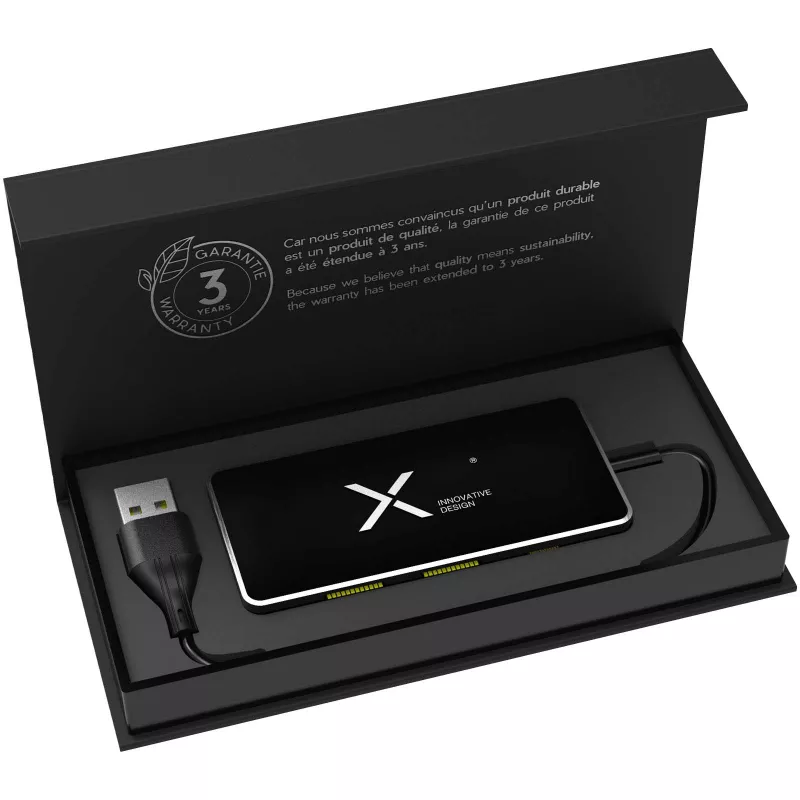 GARANTIE
3
YEARS
WARRANTY
Car nous sommes convaincus qu'un produit durable
est un produit de qualité, la garantie de ce produit
a été étendue à 3 ans.
Because we believe that quality means sustainability,
the warranty has been extended to 3 years.
X
®
INNOVATIVE
DESIGN